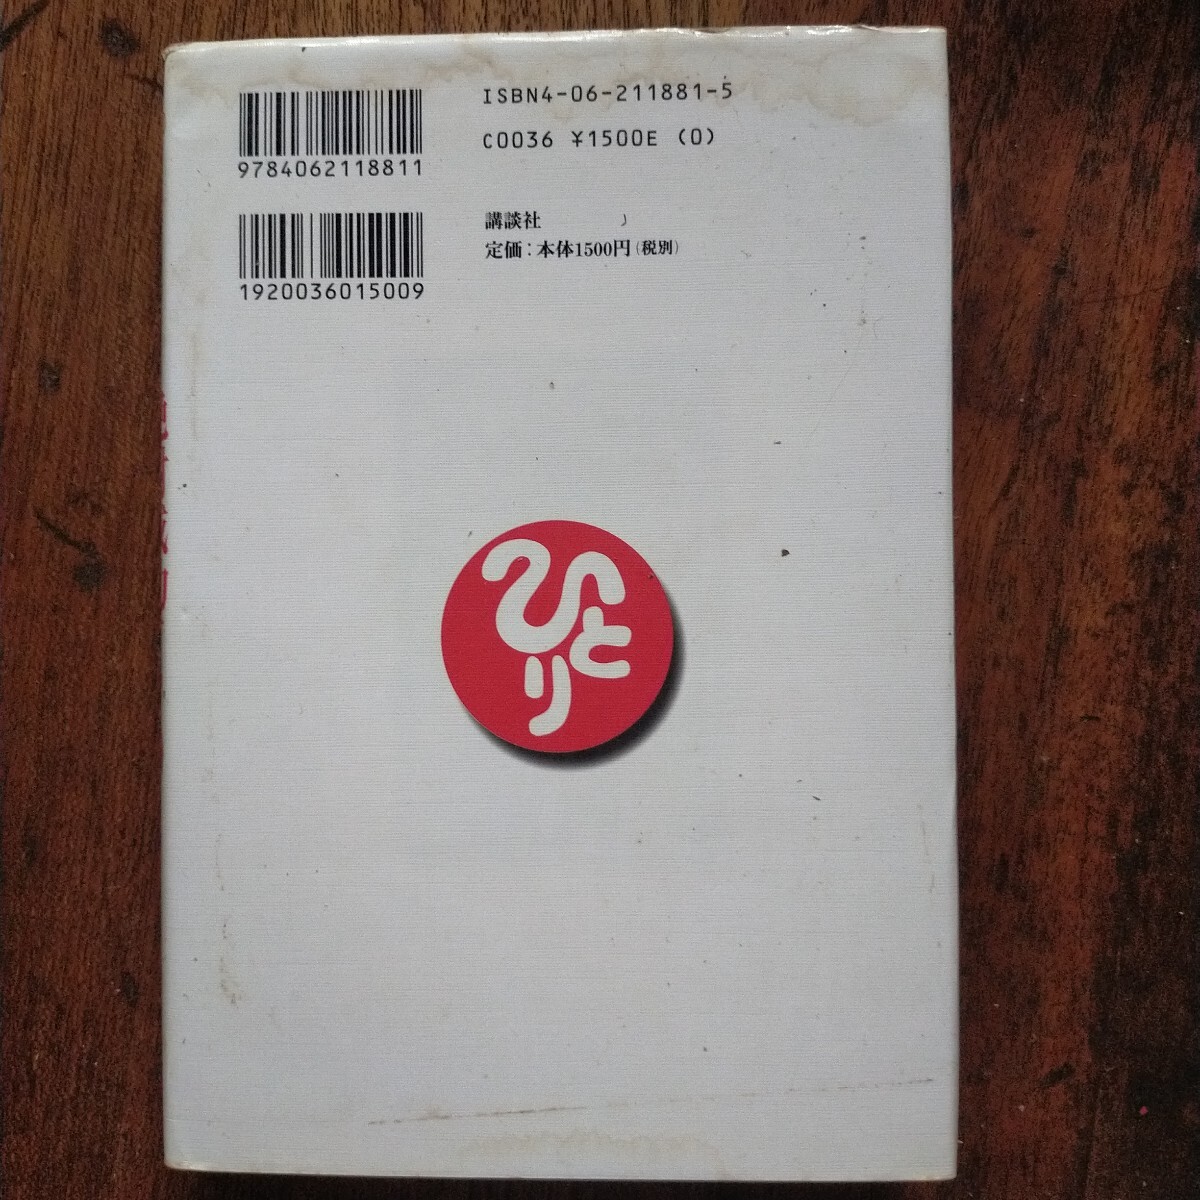 ISBN4-06-211881-5
C0036 ¥1500E (0)
9784062118811
講談社
定価：本体1500円（税別）
1920036015009
ひとり